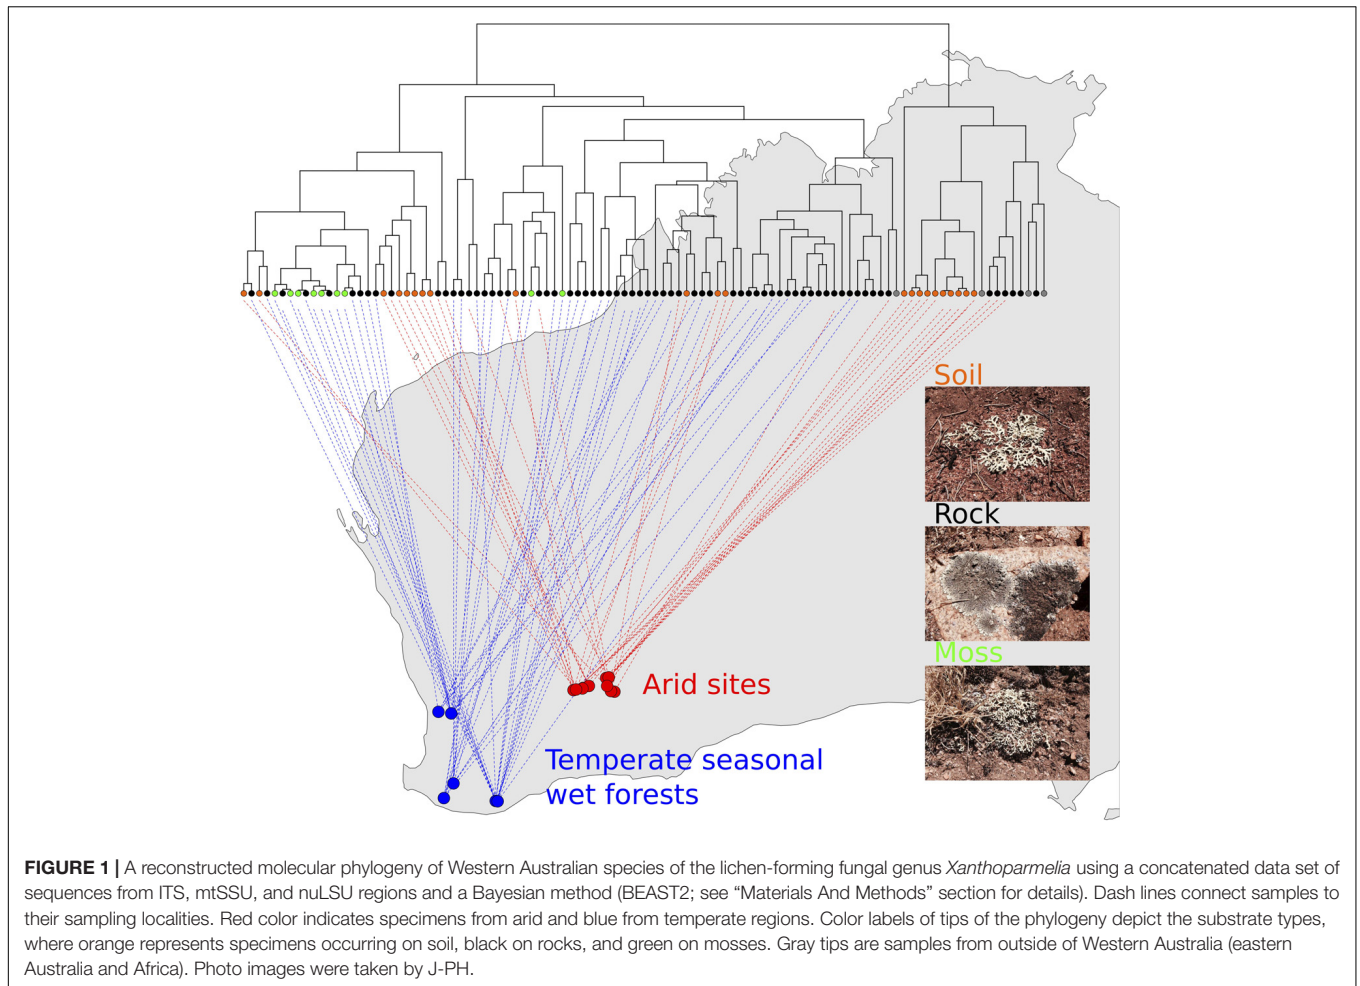 Soil
Rock
Moss
Arid sites
Temperate seasonal
wet forests
FIGURE 1 | A reconstructed molecular phylogeny of Western Australian species of the lichen-forming fungal genus Xanthoparmelia using a concatenated data set of
sequences from ITS, mtSSU, and nuLSU regions and a Bayesian method (BEAST2; see “Materials And Methods” section for details). Dash lines connect samples to
their sampling localities. Red color indicates specimens from arid and blue from temperate regions. Color labels of tips of the phylogeny depict the substrate types,
where orange represents specimens occurring on soil, black on rocks, and green on mosses. Gray tips are samples from outside of Western Australia (eastern
Australia and Africa). Photo images were taken by J-PH.